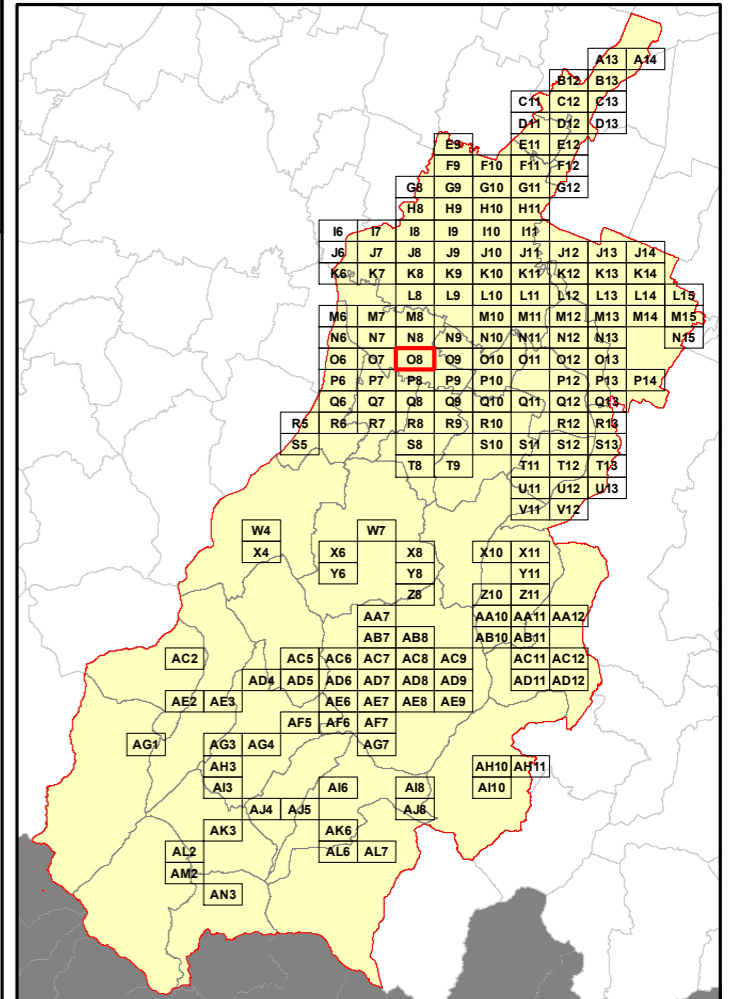 A13 A14
B12 B13
C11 C12 C13
D11 D12 D13
E9 E11 E12
F9 F10 F11 F12
G8 G9 G10 G11 G12
H8 H9 H10 H11
I6 I7 I8 I9 I10 I11
J6 J7 J8 J9 J10 J11 J12 J13 J14
K6 K7 K8 K9 K10 K11 K12 K13 K14
L8 L9 L10 L11 L12 L13 L14 L15
M6 M7 M8 M10 M11 M12 M13 M14 M15
N6 N7 N8 N9 N10 N11 N12 N13 N15
O6 O7 O8 O9 O10 O11 O12 O13
P6 P7 P8 P9 P10 P12 P13 P14
Q6 Q7 Q8 Q9 Q10 Q11 Q12 Q13
R5 R6 R7 R8 R9 R10 R12 R13
S5 S8 S10 S11 S12 S13
T8 T9 T11 T12 T13
U11 U12 U13
V11 V12
W4 W7
X4 X6 X8 X10 X11
Y6 Y8 Y11
Z8 Z10 Z11
AA7 AA10 AA11 AA12
AB7 AB8 AB10 AB11
AC2 AC5 AC6 AC7 AC8 AC9 AC11 AC12
AD4 AD5 AD6 AD7 AD8 AD9 AD11 AD12
AE2 AE3 AE6 AE7 AE8 AE9
AF5 AF6 AF7
AG1 AG3 AG4 AG7
AH3 AH10 AH11
AI3 AI6 AI8 AI10
AJ4 AJ5 AJ8
AK3 AK6
AL2 AL6 AL7
AM2
AN3